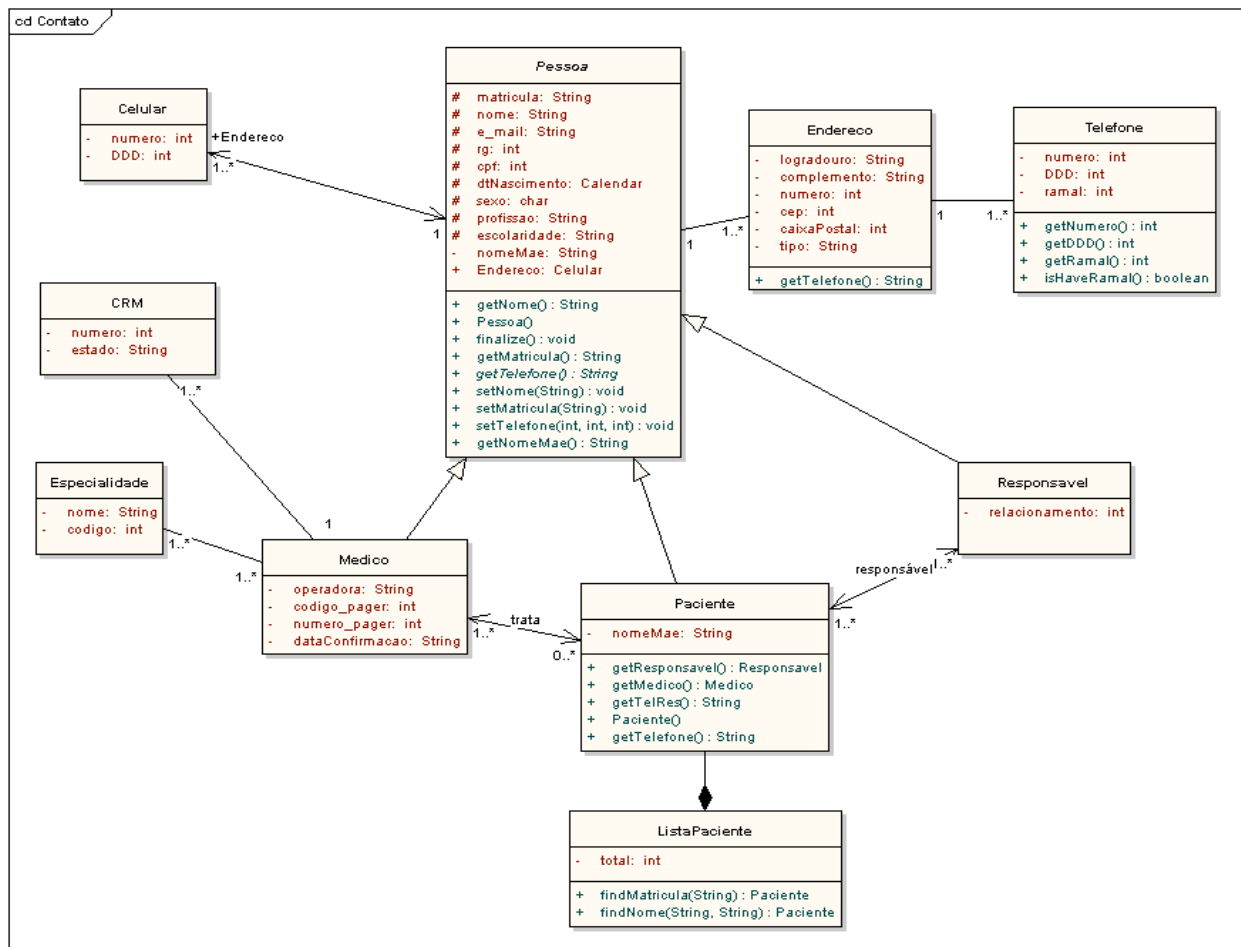 cd Contato
Pessoa
# matricula: String
# nome: String
# e_mail: String
# rg: int
# cpf: int
# dtNascimento: Calendar
# sexo: char
# profissao: String
# escolaridade: String
- nomeMae: String
+ Endereco: Celular
+ getNome() : String
+ Pessoa()
+ finalize() : void
+ getMatricula() : String
+ getTelefone() : String
+ setNome(String) : void
+ setMatricula(String) : void
+ setTelefone(int, int, int) : void
+ getNomeMae() : String
Celular
- numero: int
- DDD: int
+Endereco
1..*
1
Endereco
- logradouro: String
- complemento: String
- numero: int
- cep: int
- caixaPostal: int
- tipo: String
+ getTelefone() : String
1
1..*
Telefone
- numero: int
- DDD: int
- ramal: int
+ getNumero() : int
+ getDDD() : int
+ getRamal() : int
+ isHaveRamal() : boolean
1
1..*
CRM
- numero: int
- estado: String
1..*
1
Especialidade
- nome: String
- codigo: int
1..*
1..*
Medico
- operadora: String
- codigo_pager: int
- numero_pager: int
- dataConfirmacao: String
1..*
trata
0..*
Responsavel
- relacionamento: int
responsável
1..*
1..*
Paciente
- nomeMae: String
+ getResponsavel() : Responsavel
+ getMedico() : Medico
+ getTelRes() : String
+ Paciente()
+ getTelefone() : String
ListaPaciente
- total: int
+ findMatricula(String) : Paciente
+ findNome(String, String) : Paciente